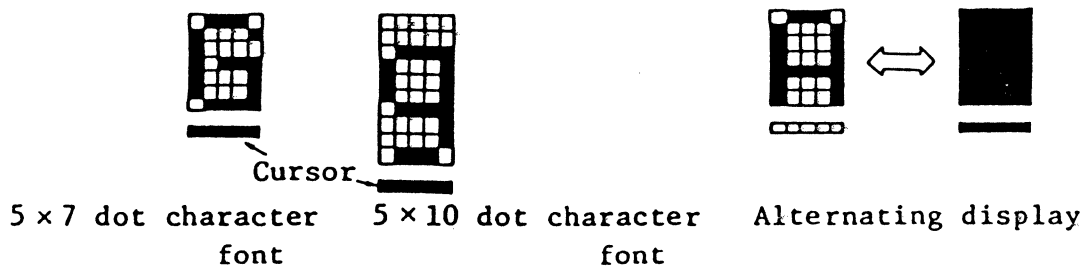 Cursor
5 × 7 dot character font
5 × 10 dot character font
Alternating display